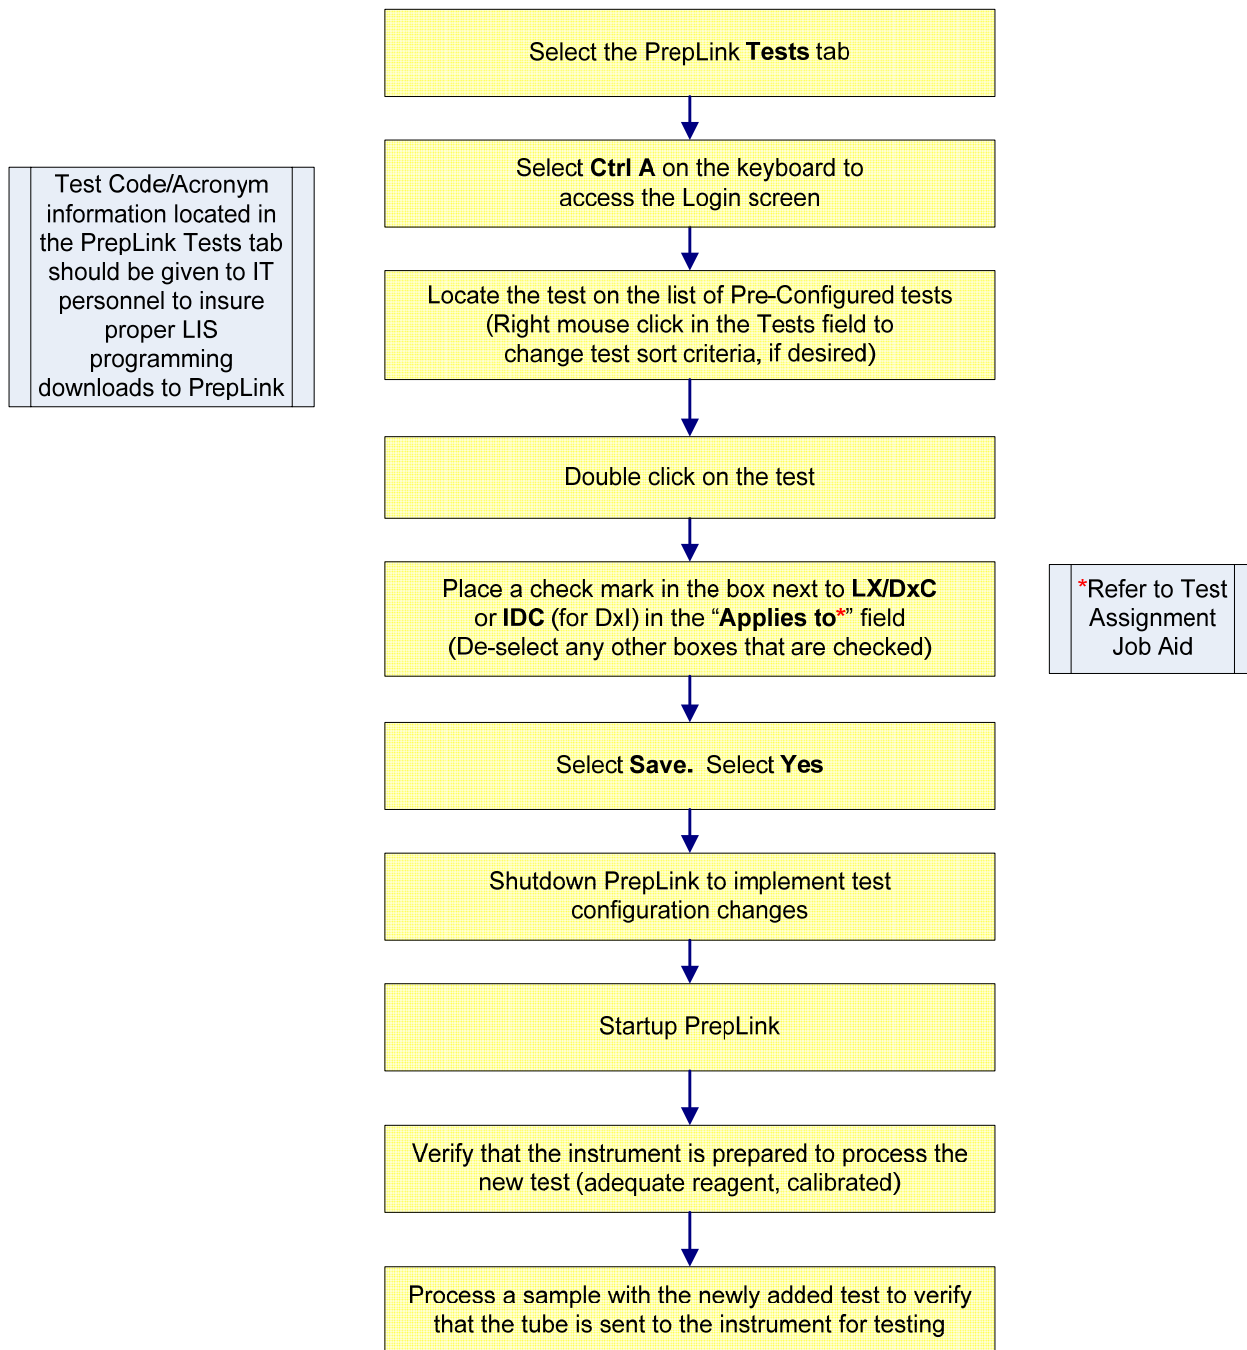 Select the PrepLink Tests tab
Select Ctrl A on the keyboard to
access the Login screen
Test Code/Acronym
information located in
the PrepLink Tests tab
should be given to IT
personnel to insure
proper LIS
programming
downloads to PrepLink
Locate the test on the list of Pre-Configured tests
(Right mouse click in the Tests field to
change test sort criteria, if desired)
Double click on the test
Place a check mark in the box next to LX/DxC
or IDC (for DxI) in the “Applies to*” field
(De-select any other boxes that are checked)
*Refer to Test
Assignment
Job Aid
Select Save.  Select Yes
Shutdown PrepLink to implement test
configuration changes
Startup PrepLink
Verify that the instrument is prepared to process the
new test (adequate reagent, calibrated)
Process a sample with the newly added test to verify
that the tube is sent to the instrument for testing